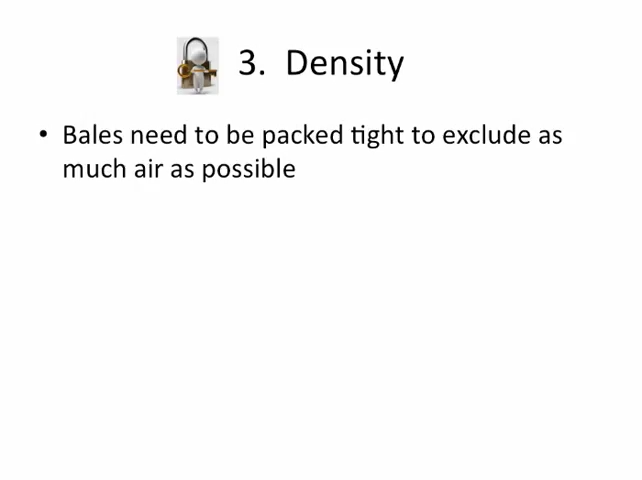 3. Density
• Bales need to be packed tight to exclude as
much air as possible